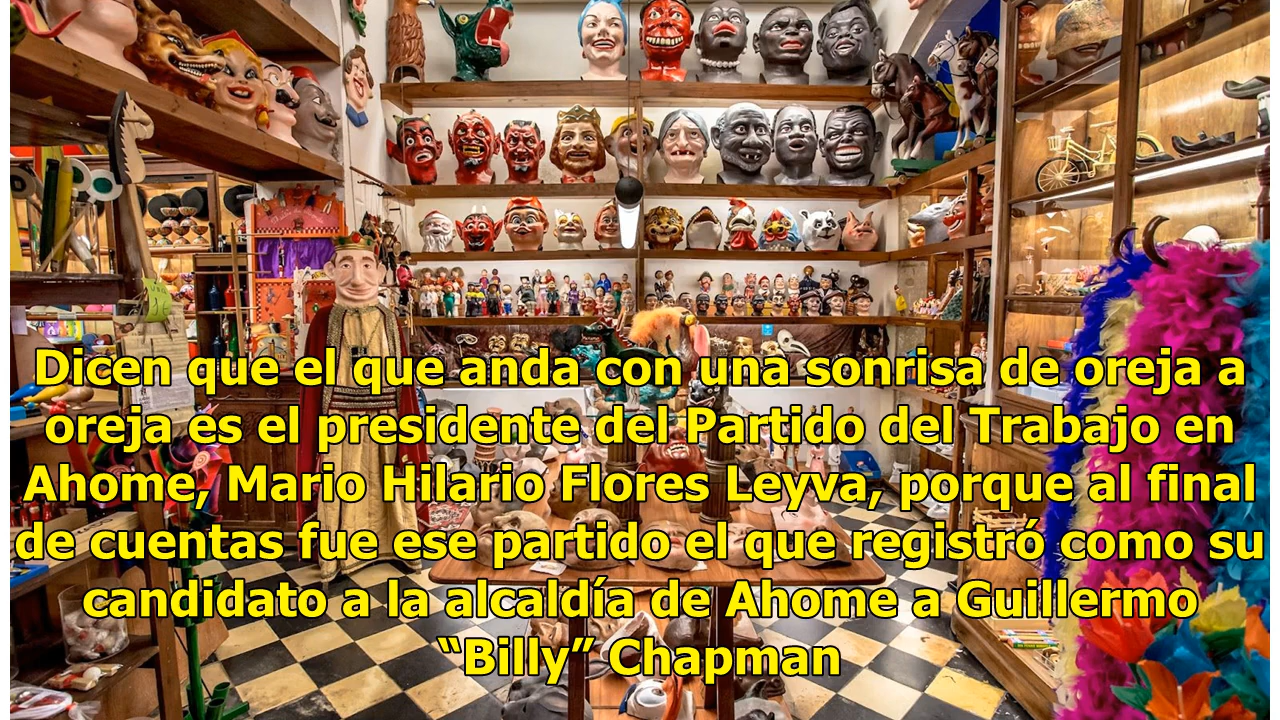 Dicen que el que anda con una sonrisa de oreja a
oreja es el presidente del Partido del Trabajo en
Ahome, Mario Hilario Flores Leyva, porque al final
de cuentas fue ese partido el que registró como su
candidato a la alcaldía de Ahome a Guillermo
“Billy” Chapman